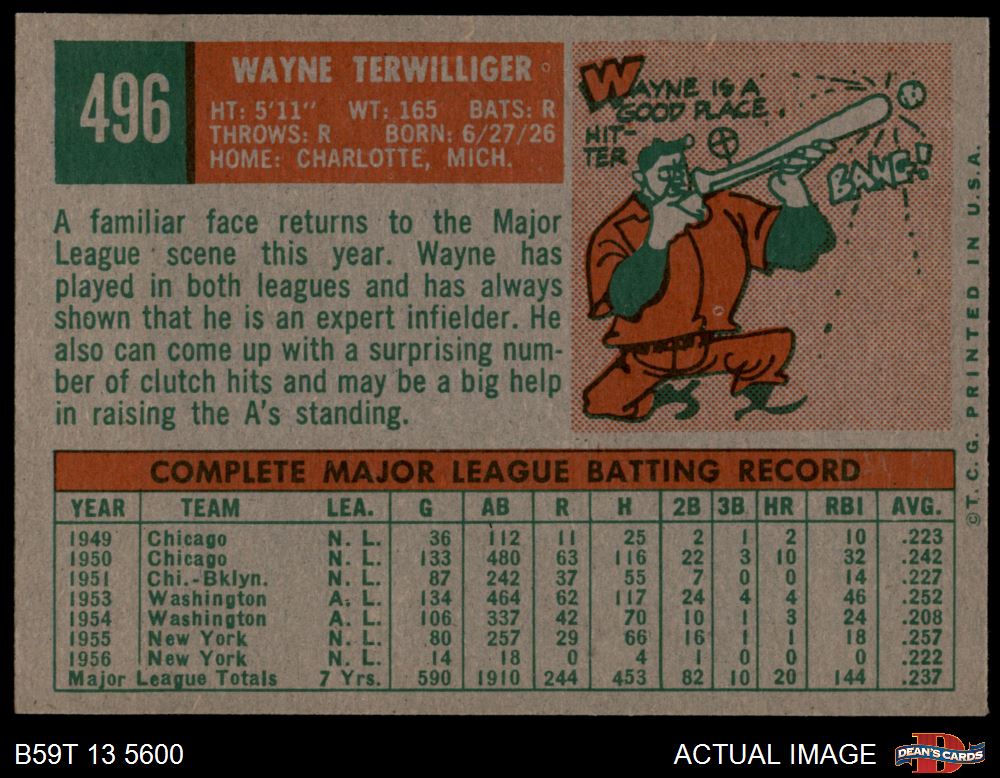 496
WAYNE TERWILLIGER
HT: 5'11" WT: 165 BATS: R
THROWS: R BORN: 6/27/26
HOME: CHARLOTTE, MICH.
WAYNE IS A
GOOD PLACE
HIT-
TER
BANG!
A familiar face returns to the Major
League scene this year. Wayne has
played in both leagues and has always
shown that he is an expert infielder. He
also can come up with a surprising num-
ber of clutch hits and may be a big help
in raising the A's standing.
COMPLETE MAJOR LEAGUE BATTING RECORD
YEAR TEAM LEA. G AB R H 2B 3B HR RBI AVG.
1949 Chicago N. L. 36 112 11 25 2 1 2 10 .223
1950 Chicago N. L. 133 480 63 116 22 3 10 32 .242
1951 Chi.-Bklyn. N. L. 87 242 37 55 7 0 0 14 .227
1953 Washington A. L. 134 464 62 117 24 4 4 46 .252
1954 Washington A. L. 106 337 42 70 10 1 3 24 .208
1955 New York N. L. 80 257 29 66 16 1 1 18 .257
1956 New York N. L. 14 18 0 4 1 0 0 0 .222
Major League Totals 7 Yrs. 590 1910 244 453 82 10 20 144 .237
© T. C. G. PRINTED IN U.S.A.
B59T 13 5600
ACTUAL IMAGE
D
DEAN'S CARDS